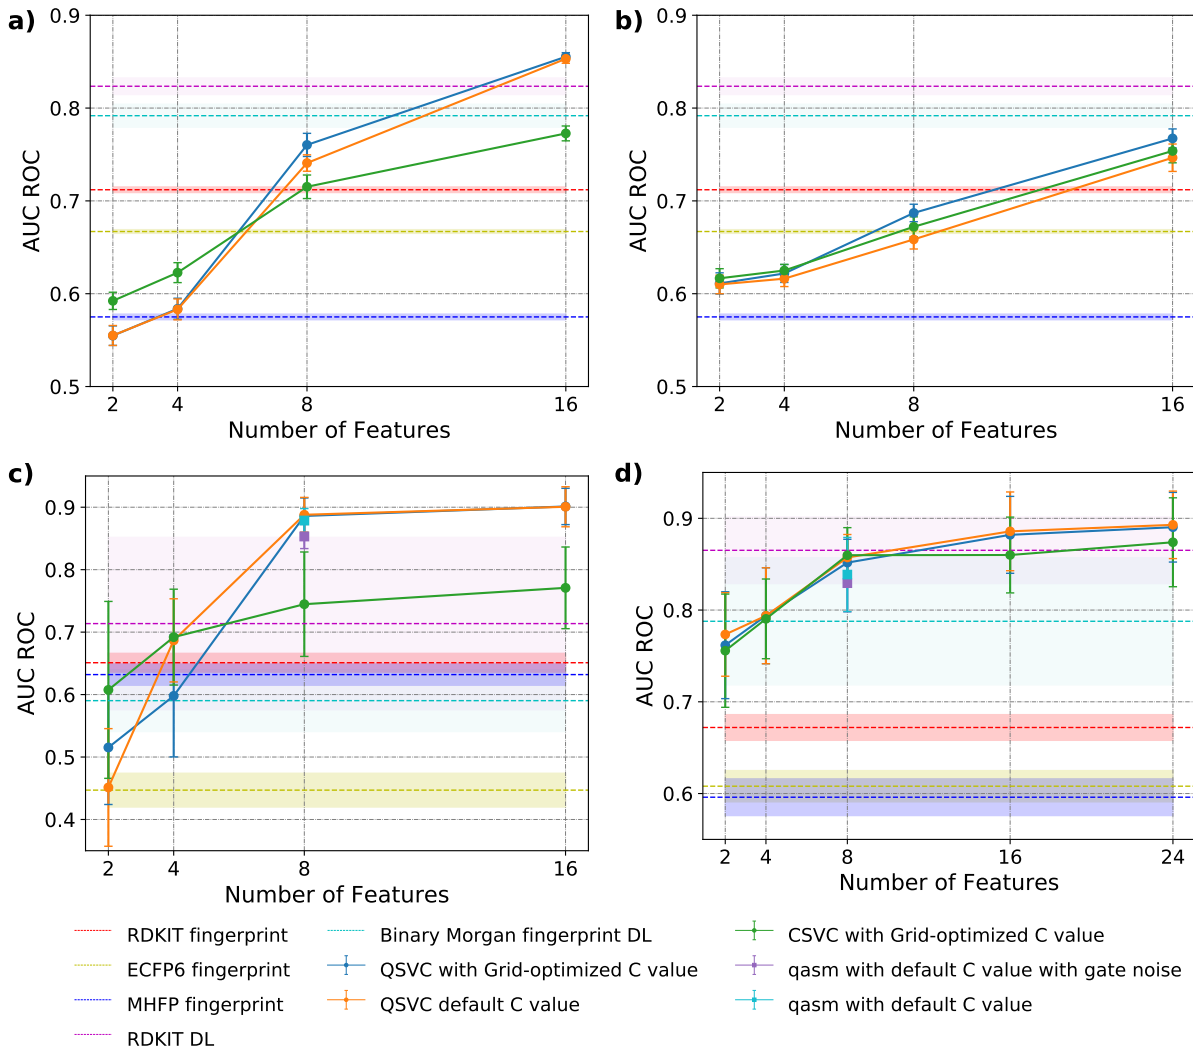 a)
0.9
0.8
0.7
0.6
0.5
AUC ROC
2 4 8 16
Number of Features
b)
0.9
0.8
0.7
0.6
0.5
AUC ROC
2 4 8 16
Number of Features
c)
0.9
0.8
0.7
0.6
0.5
0.4
AUC ROC
2 4 8 16
Number of Features
d)
0.9
0.8
0.7
0.6
AUC ROC
2 4 8 16 24
Number of Features
RDKIT fingerprint
ECFP6 fingerprint
MHFP fingerprint
RDKIT DL
Binary Morgan fingerprint DL
QSVC with Grid-optimized C value
QSVC default C value
CSVC with Grid-optimized C value
qasm with default C value with gate noise
qasm with default C value